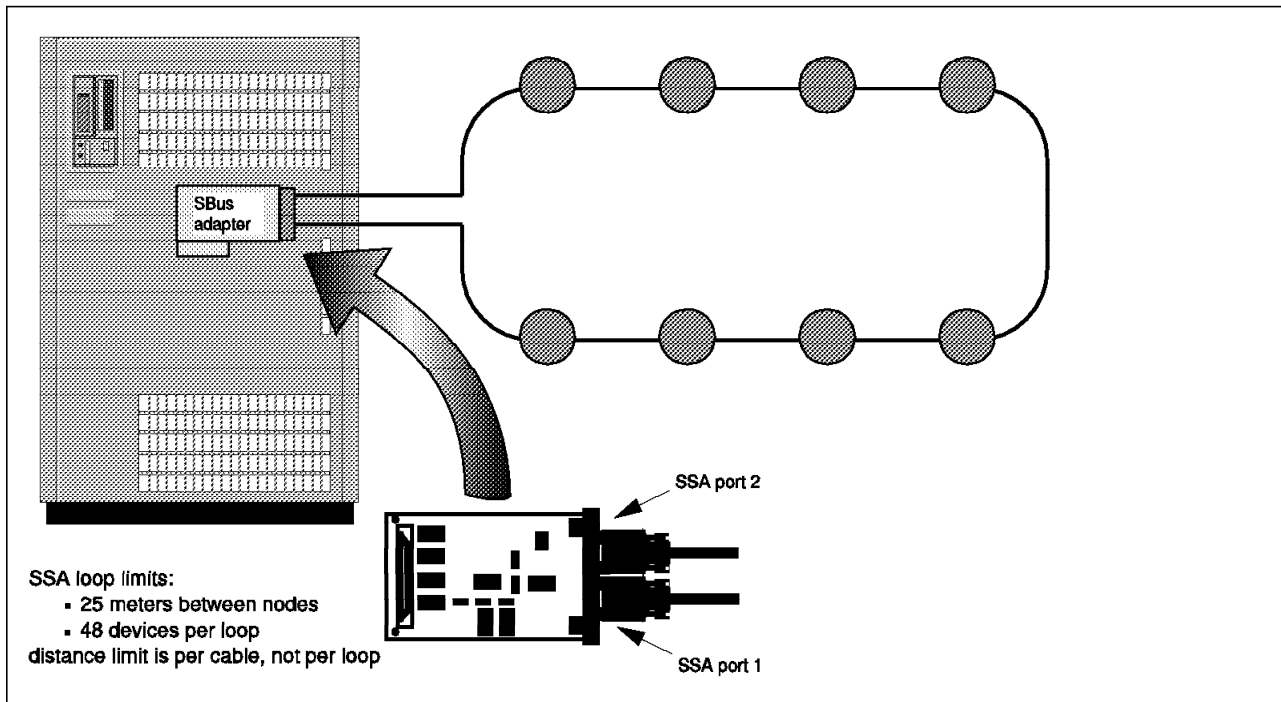 SBus
adapter
SSA port 2
SSA loop limits:
▪ 25 meters between nodes
▪ 48 devices per loop
distance limit is per cable, not per loop
SSA port 1